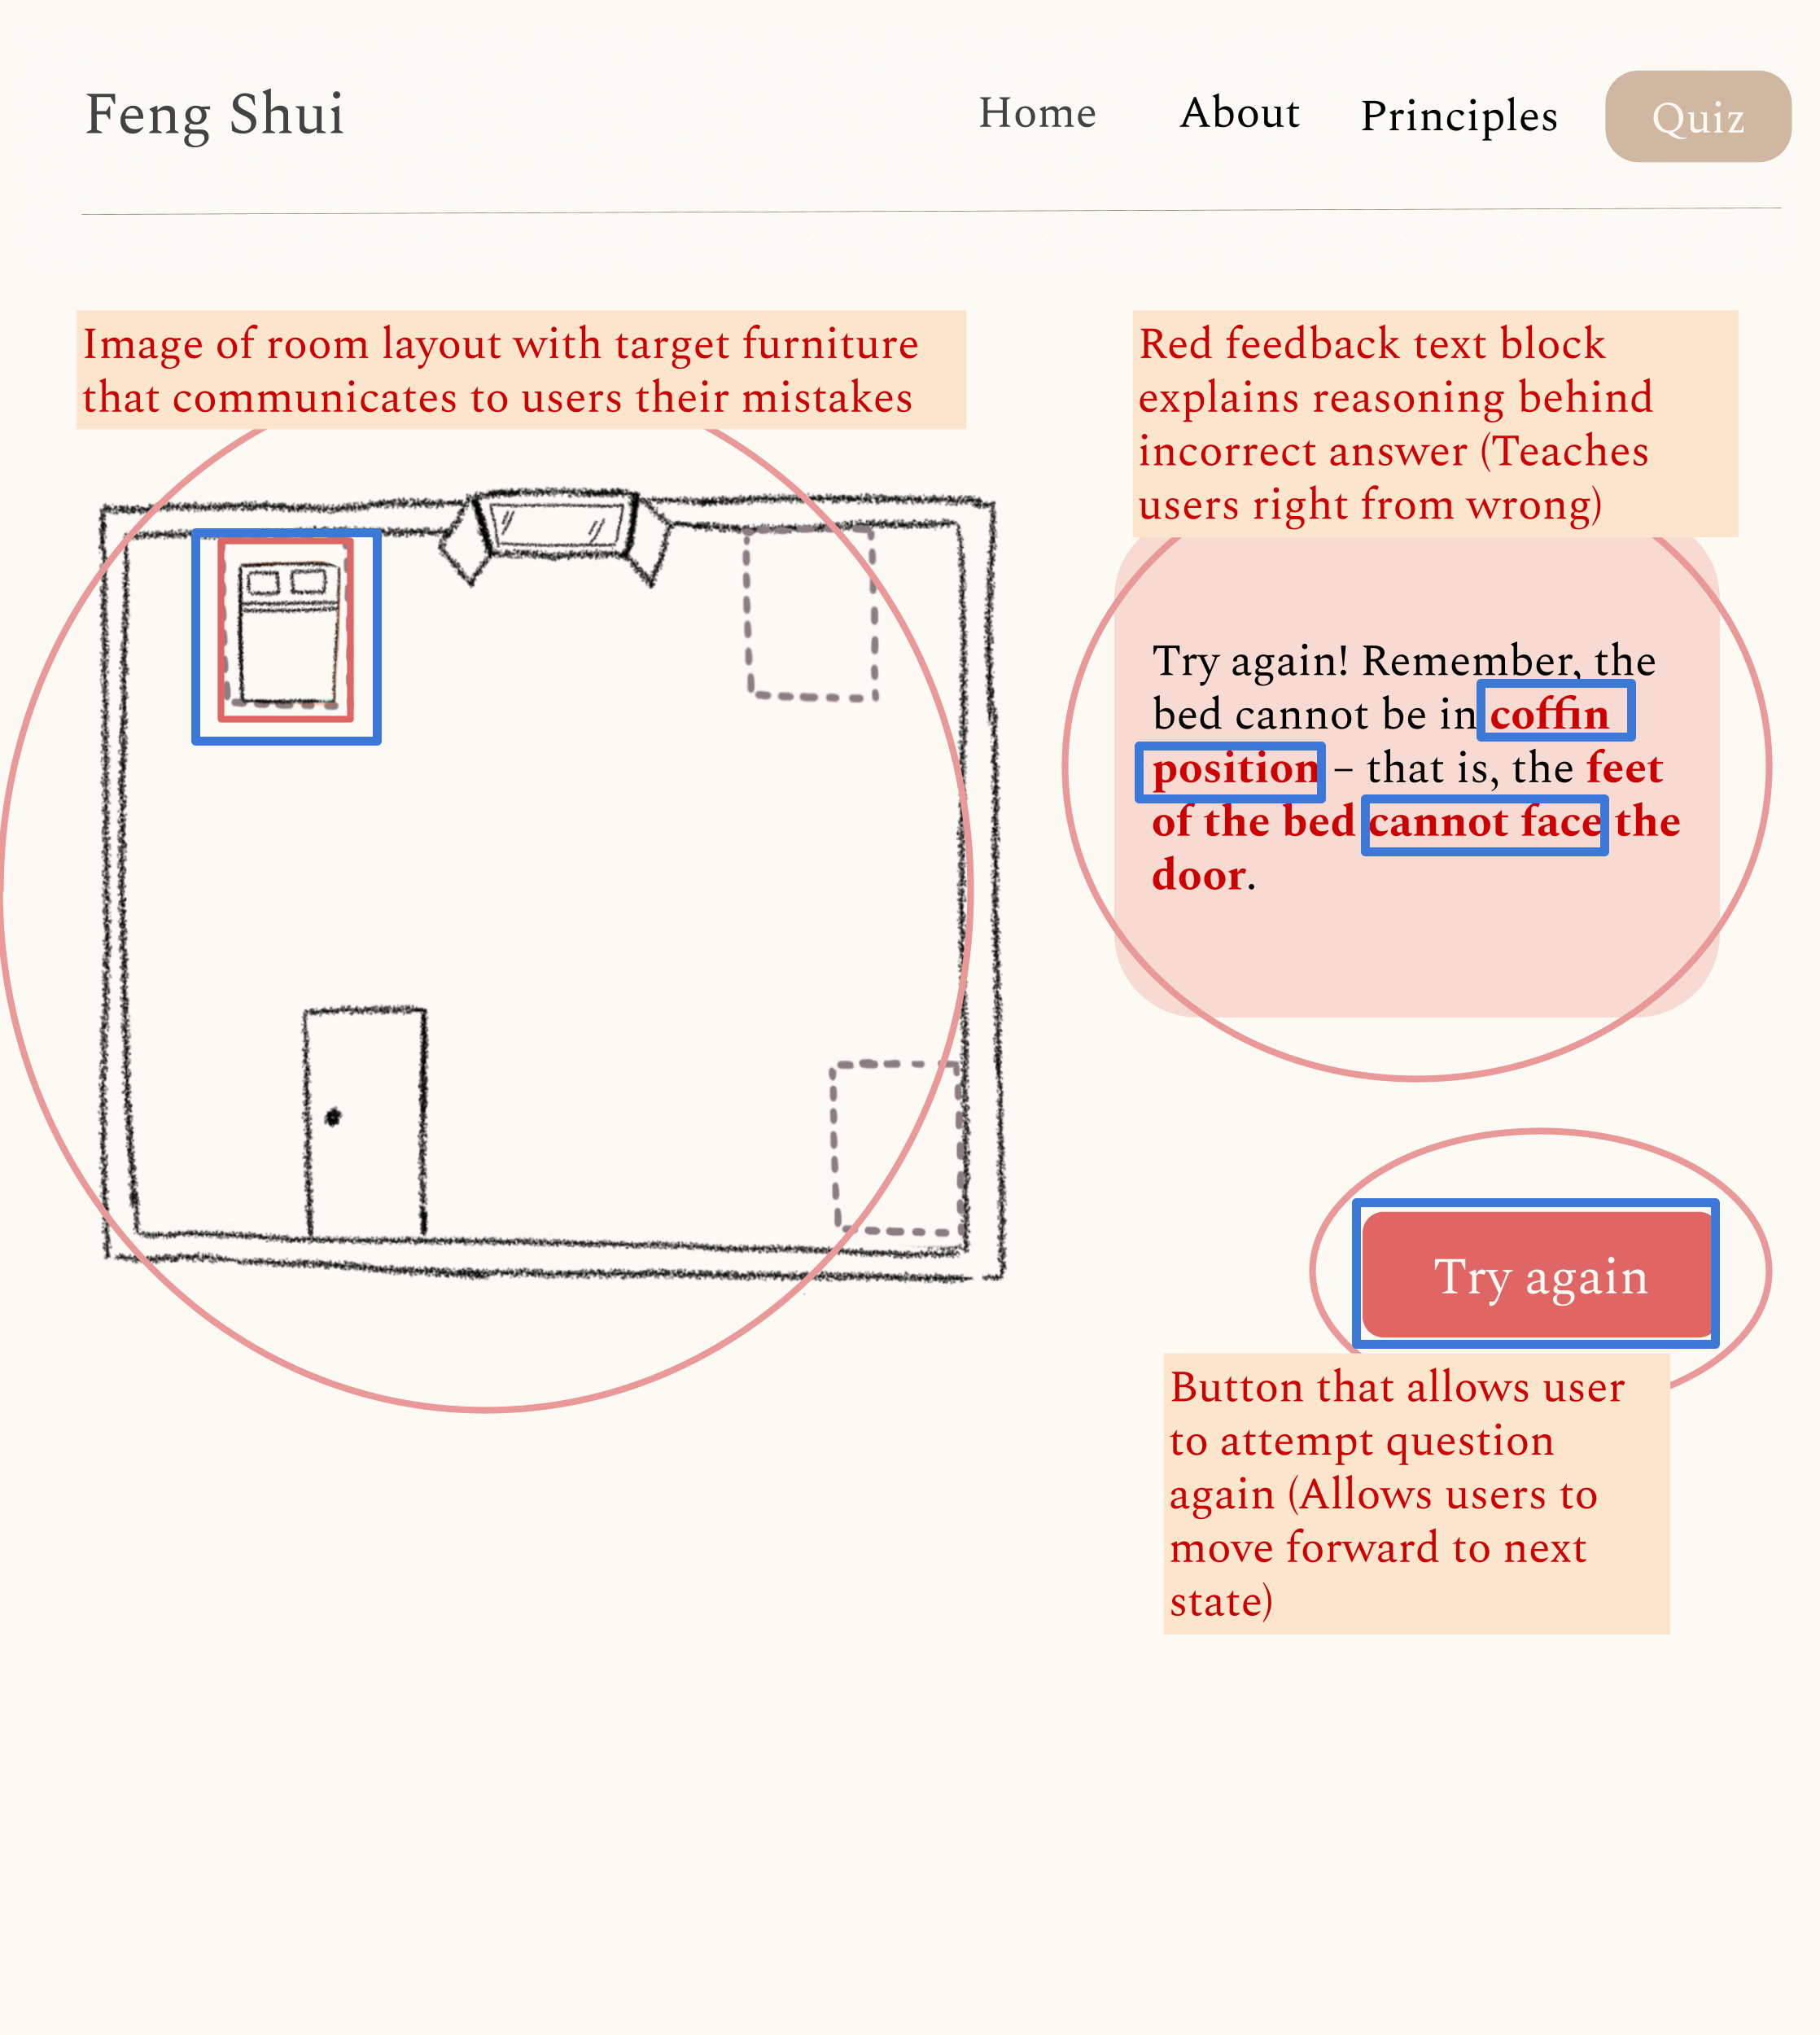 Feng Shui
Home
About
Principles
Quiz
Image of room layout with target furniture
that communicates to users their mistakes
Red feedback text block
explains reasoning behind
incorrect answer (Teaches
users right from wrong)
Try again! Remember, the
bed cannot be in coffin
position – that is, the feet
of the bed cannot face the
door.
Try again
Button that allows user
to attempt question
again (Allows users to
move forward to next
state)